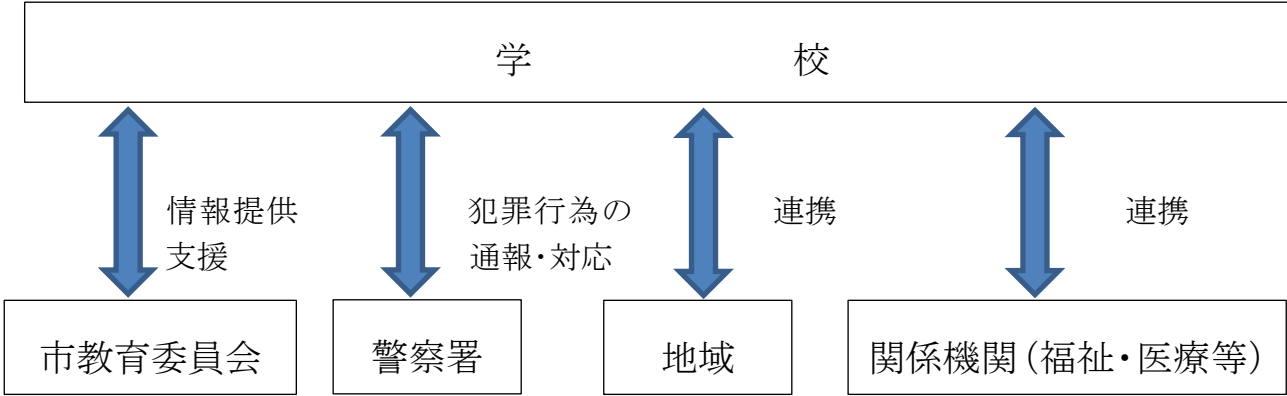 学校
情報提供
支援
犯罪行為の
通報・対応
連携
連携
市教育委員会
警察署
地域
関係機関（福祉・医療等）